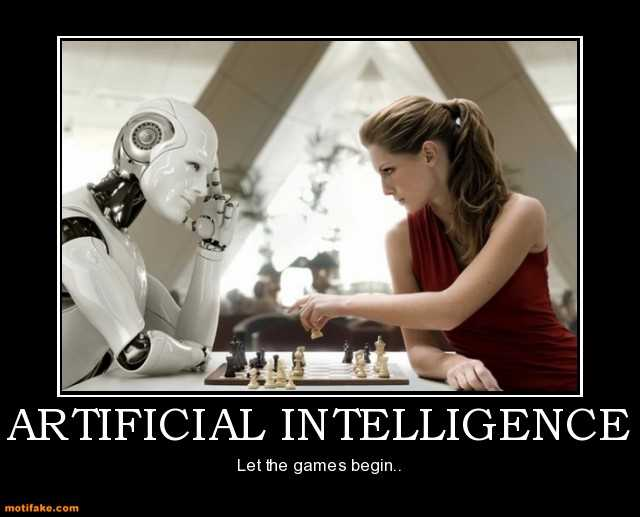 ARTIFICIAL INTELLIGENCE
Let the games begin..
motifake.com